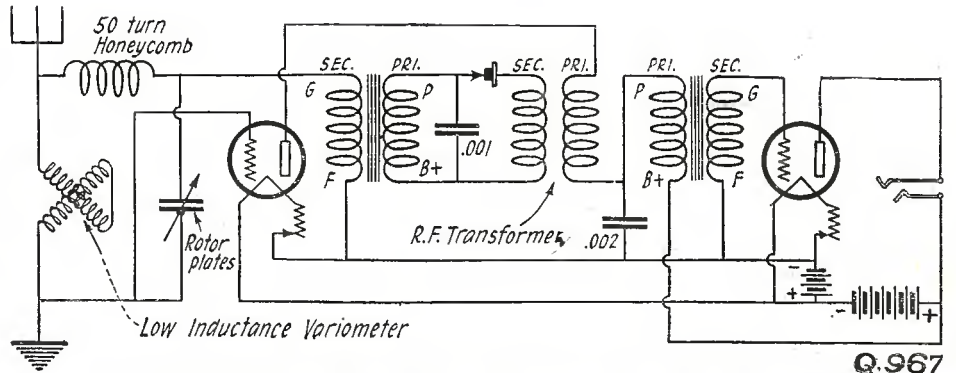 50 turn
Honeycomb
SEC. PRI. SEC. PRI. PRI. SEC.
G P P G
.001
F B+ B+ F
.002
R.F. Transformer
Rotor
plates
- +
- +
Low Inductance Variometer
Q.967